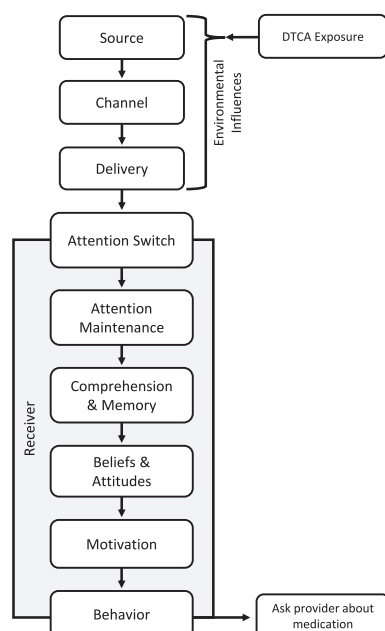 Source
DTCA Exposure
Environmental
Influences
Channel
Delivery
Attention Switch
Attention
Maintenance
Comprehension
& Memory
Receiver
Beliefs &
Attitudes
Motivation
Behavior
Ask provider about
medication